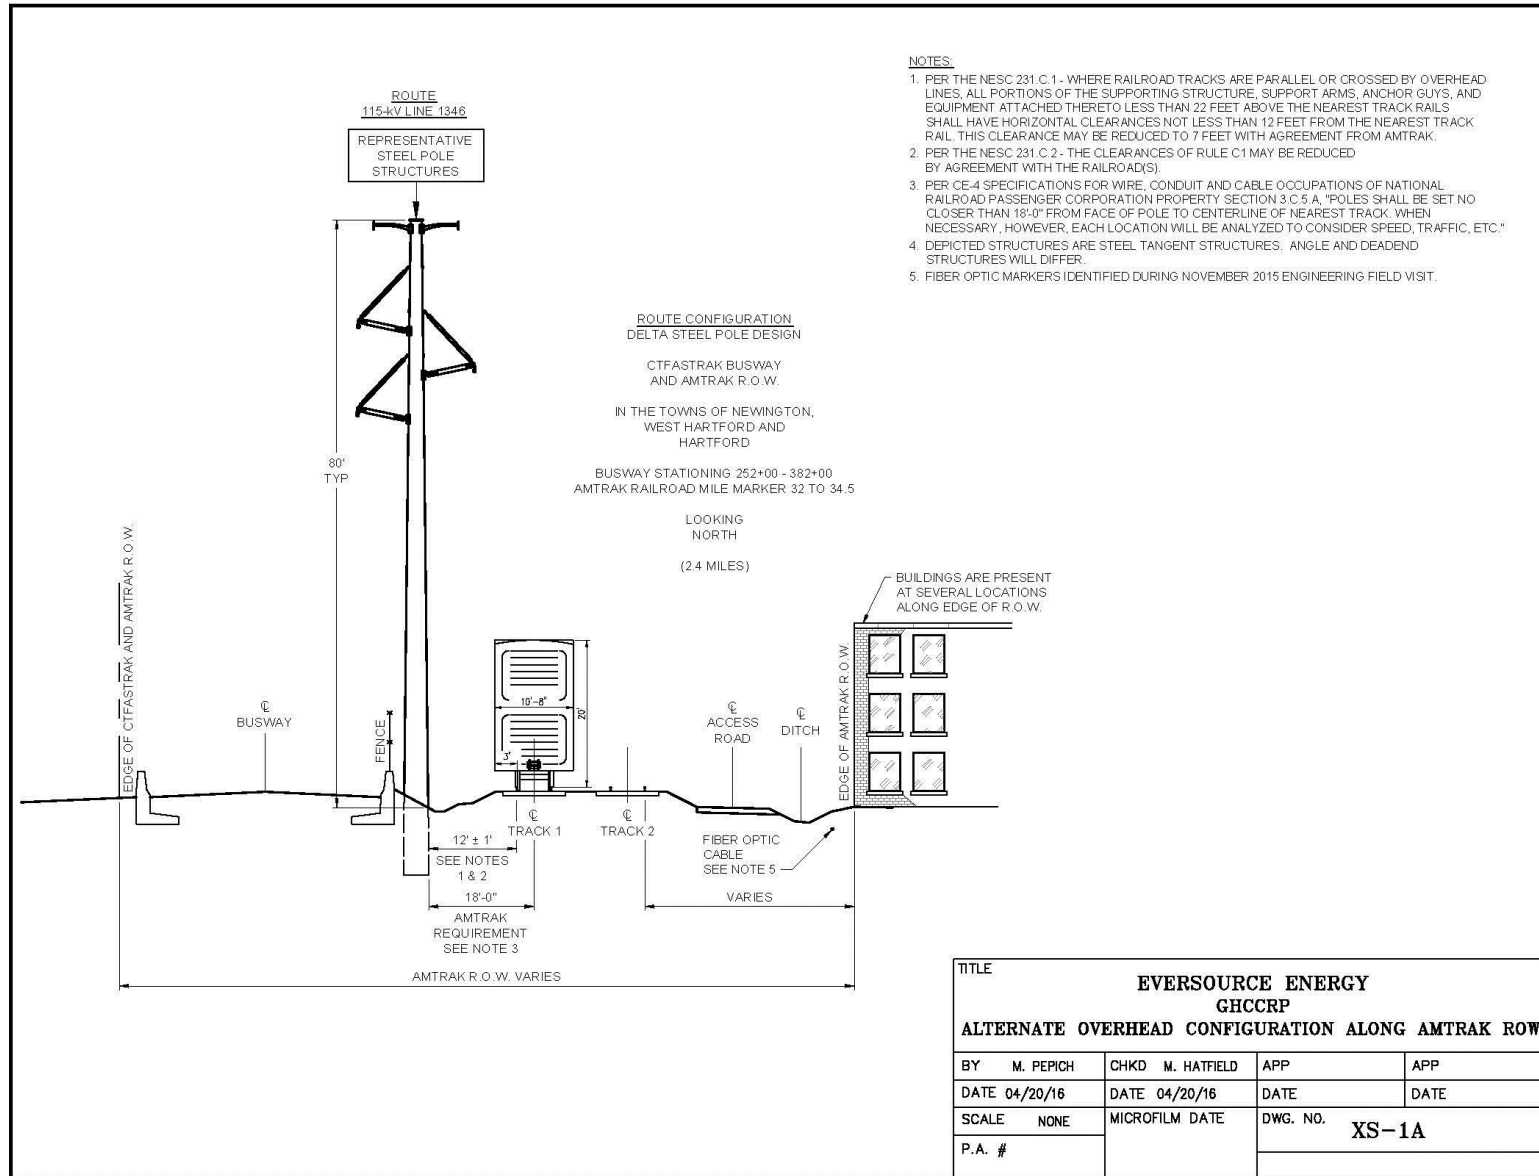 NOTES:
1. PER THE NESC 231.C.1 - WHERE RAILROAD TRACKS ARE PARALLEL OR CROSSED BY OVERHEAD
LINES, ALL PORTIONS OF THE SUPPORTING STRUCTURE, SUPPORT ARMS, ANCHOR GUYS, AND
EQUIPMENT ATTACHED THERETO LESS THAN 22 FEET ABOVE THE NEAREST TRACK RAILS
SHALL HAVE HORIZONTAL CLEARANCES NOT LESS THAN 12 FEET FROM THE NEAREST TRACK
RAIL. THIS CLEARANCE MAY BE REDUCED TO 7 FEET WITH AGREEMENT FROM AMTRAK.
2. PER THE NESC 231.C.2 - THE CLEARANCES OF RULE C1 MAY BE REDUCED
BY AGREEMENT WITH THE RAILROAD(S).
3. PER CE-4 SPECIFICATIONS FOR WIRE, CONDUIT AND CABLE OCCUPATIONS OF NATIONAL
RAILROAD PASSENGER CORPORATION PROPERTY SECTION 3.C.5.A, "POLES SHALL BE SET NO
CLOSER THAN 18'-0" FROM FACE OF POLE TO CENTERLINE OF NEAREST TRACK. WHEN
NECESSARY, HOWEVER, EACH LOCATION WILL BE ANALYZED TO CONSIDER SPEED, TRAFFIC, ETC."
4. DEPICTED STRUCTURES ARE STEEL TANGENT STRUCTURES. ANGLE AND DEADEND
STRUCTURES WILL DIFFER.
5. FIBER OPTIC MARKERS IDENTIFIED DURING NOVEMBER 2015 ENGINEERING FIELD VISIT.
ROUTE
115-kV LINE 1346
REPRESENTATIVE
STEEL POLE
STRUCTURES
ROUTE CONFIGURATION
DELTA STEEL POLE DESIGN
CTFASTRAK BUSWAY
AND AMTRAK R.O.W.
IN THE TOWNS OF NEWINGTON,
WEST HARTFORD AND
HARTFORD
BUSWAY STATIONING 252+00 - 382+00
AMTRAK RAILROAD MILE MARKER 32 TO 34.5
LOOKING
NORTH
(2.4 MILES)
80'
TYP
EDGE OF CTFASTRAK AND AMTRAK R.O.W.
℄
BUSWAY
FENCE
10'-8"
20'
3'
℄
ACCESS
ROAD
℄
DITCH
EDGE OF AMTRAK R.O.W.
BUILDINGS ARE PRESENT
AT SEVERAL LOCATIONS
ALONG EDGE OF R.O.W.
℄
TRACK 1
℄
TRACK 2
12' ± 1'
SEE NOTES
1 & 2
18'-0"
AMTRAK
REQUIREMENT
SEE NOTE 3
FIBER OPTIC
CABLE
SEE NOTE 5
VARIES
AMTRAK R.O.W. VARIES
TITLE
EVERSOURCE ENERGY
GHCCRP
ALTERNATE OVERHEAD CONFIGURATION ALONG AMTRAK ROW
BY M. PEPICH CHKD M. HATFIELD APP APP
DATE 04/20/16 DATE 04/20/16 DATE DATE
SCALE NONE MICROFILM DATE DWG. NO. XS-1A
P.A. #